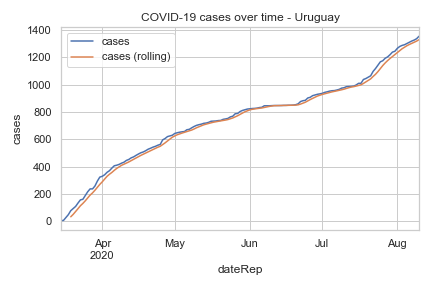 COVID-19 cases over time - Uruguay
cases
cases (rolling)
1400
1200
1000
800
600
400
200
0
cases
Apr
2020
May
Jun
Jul
Aug
dateRep